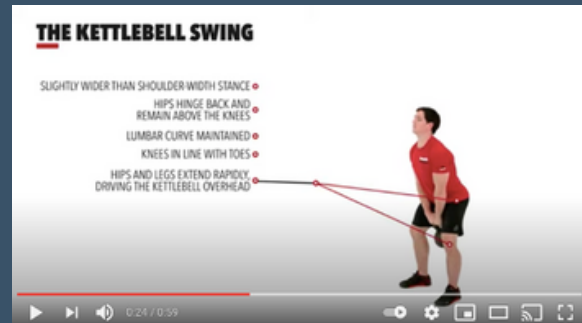 THE KETTLEBELL SWING
SLIGHTLY WIDER THAN SHOULDER-WIDTH STANCE
HIPS HINGE BACK AND
REMAIN ABOVE THE KNEES
LUMBAR CURVE MAINTAINED
KNEES IN LINE WITH TOES
HIPS AND LEGS EXTEND RAPIDLY,
DRIVING THE KETTLEBELL OVERHEAD
0:24 / 0:59